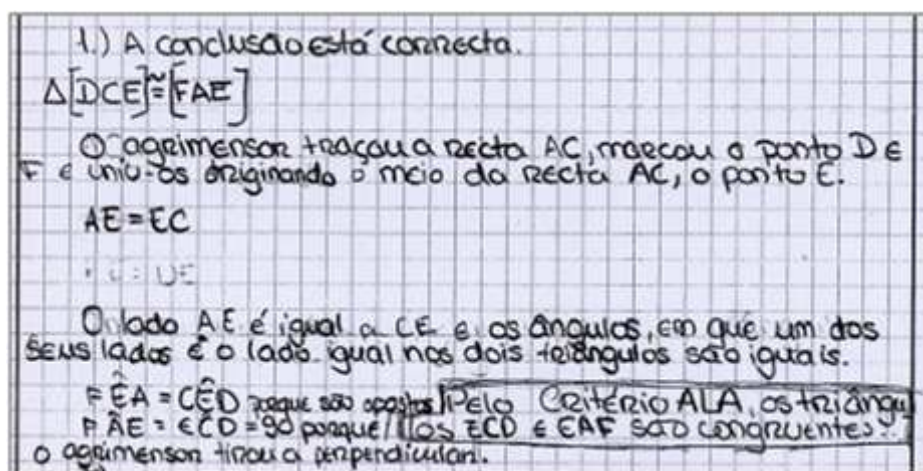 1.) A conclusão está correcta.
Δ[DCE]≅[FAE]
O agrimensor traçou a recta AC, marcou o ponto D e
F e uniu-os originando o meio da recta AC, o ponto E.
AE = EC
O lado AE é igual a CE e os ângulos, em que um dos
seus lados é o lado igual nos dois triângulos são iguais.
FÊA = CÊD porque são opostos
FÂE = EĈD = 90 porque
o agrimensor tirou a perpendicular.
Pelo Critério ALA, os triângu
los ECD e EAF são congruentes.